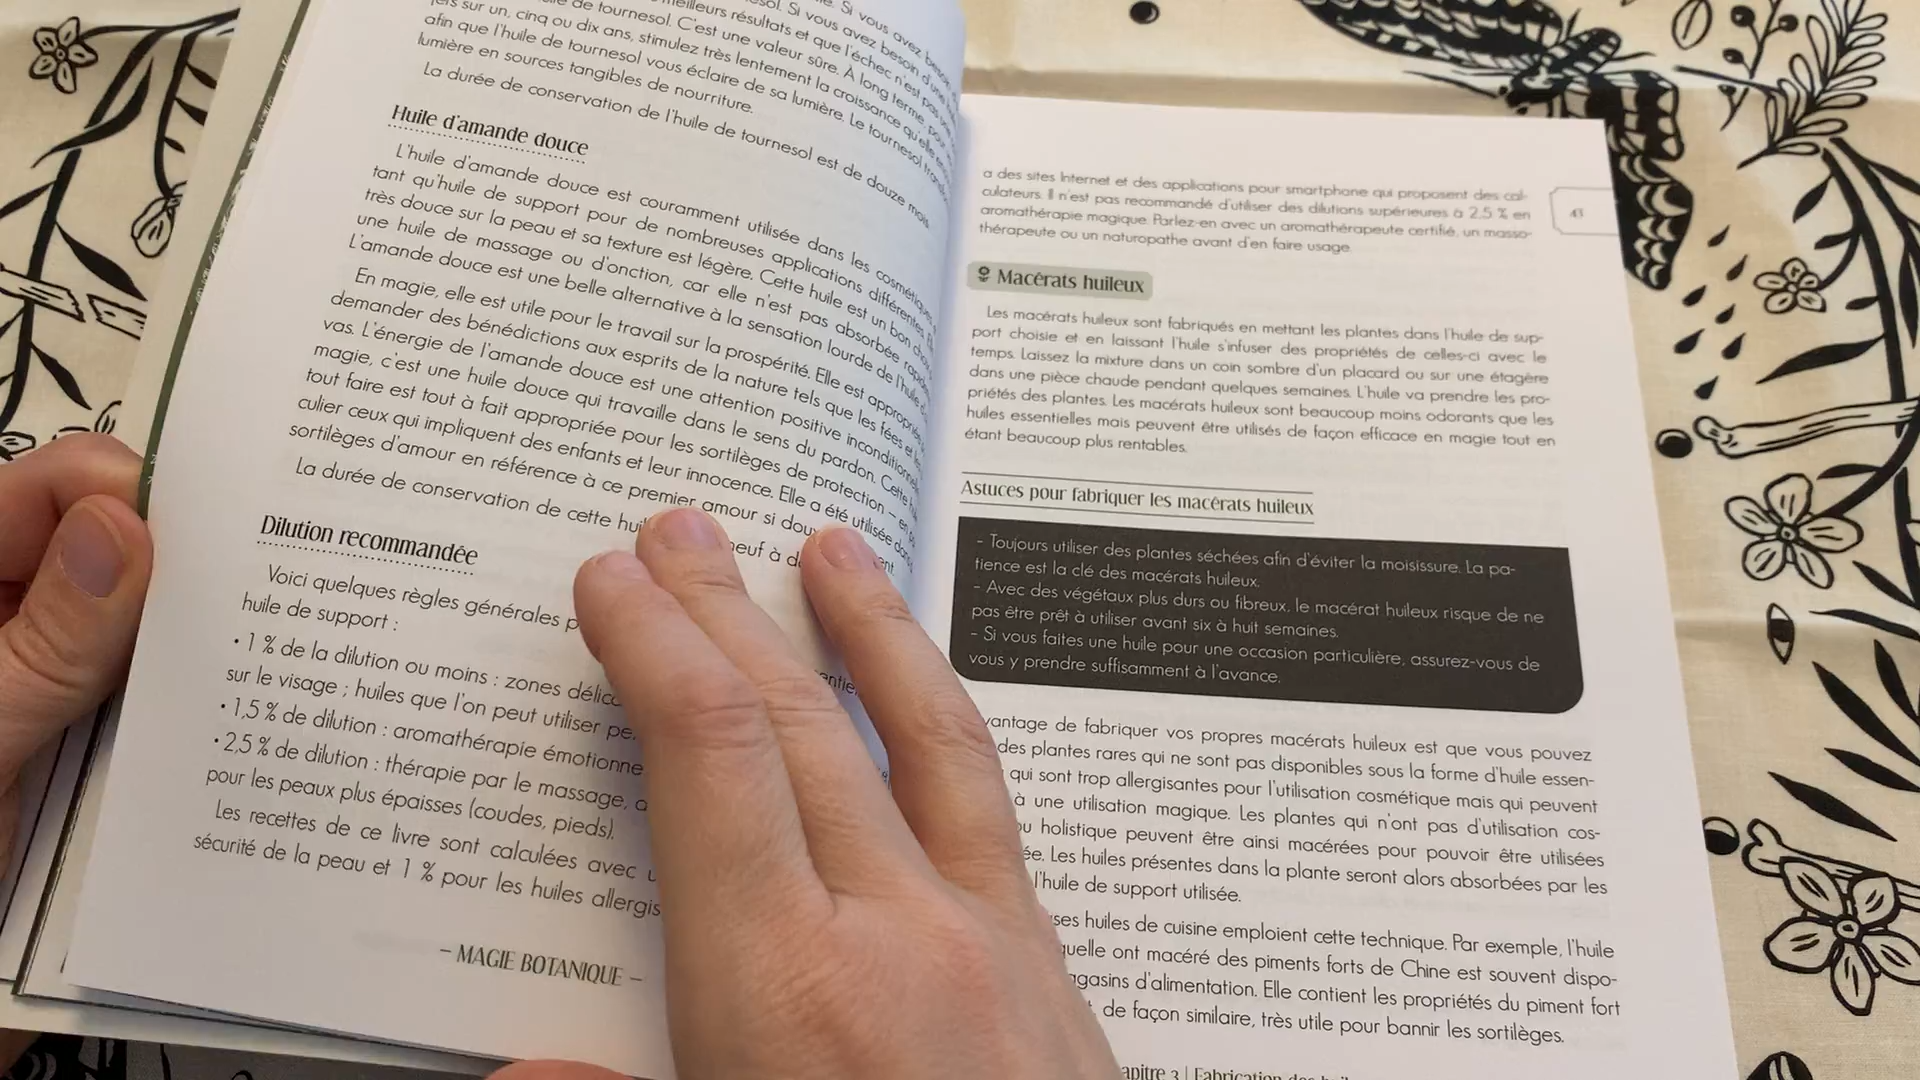 meilleurs résultats et que l'échec n'est pas
de tournesol. C'est une valeur sûre. À long terme, pour
sur un, cinq ou dix ans, stimulez très lentement la croissance qu'elle
afin que l'huile de tournesol vous éclaire de sa lumière. Le tournesol
lumière en sources tangibles de nourriture.
La durée de conservation de l'huile de tournesol est de douze mois.
Huile d'amande douce
L'huile d'amande douce est couramment utilisée dans les
tant qu'huile de support pour de nombreuses applications différentes.
très douce sur la peau et sa texture est légère. Cette huile est un bon
une huile de massage ou d'onction, car elle n'est pas absorbée
L'amande douce est une belle alternative à la sensation lourde de l'huile
En magie, elle est utile pour le travail sur la prospérité. Elle est
demander des bénédictions aux esprits de la nature tels que les fées et
vas. L'énergie de l'amande douce est une attention positive
magie, c'est une huile douce qui travaille dans le sens du pardon. Cette
tout faire est tout à fait appropriée pour les sortilèges de protection – en
culier ceux qui impliquent des enfants et leur innocence. Elle a été utilisée dans
sortilèges d'amour en référence à ce premier amour si
La durée de conservation de cette
Dilution recommandée
Voici quelques règles générales
huile de support :
• 1 % de la dilution ou moins : zones
sur le visage ; huiles que l'on peut utiliser
• 1,5 % de dilution : aromathérapie
• 2,5 % de dilution : thérapie par le massage,
pour les peaux plus épaisses (coudes, pieds).
Les recettes de ce livre sont calculées avec
sécurité de la peau et 1 % pour les huiles
– MAGIE BOTANIQUE –
a des sites Internet et des applications pour smartphone qui proposent des cal-
culateurs. Il n'est pas recommandé d'utiliser des dilutions supérieures à 2,5 % en
aromathérapie magique. Parlez-en avec un aromathérapeute certifié, un masso-
thérapeute ou un naturopathe avant d'en faire usage.
43
Macérats huileux
Les macérats huileux sont fabriqués en mettant les plantes dans l'huile de sup-
port choisie et en laissant l'huile s'infuser des propriétés de celles-ci avec le
temps. Laissez la mixture dans un coin sombre d'un placard ou sur une étagère
dans une pièce chaude pendant quelques semaines. L'huile va prendre les pro-
priétés des plantes. Les macérats huileux sont beaucoup moins odorants que les
huiles essentielles mais peuvent être utilisés de façon efficace en magie tout en
étant beaucoup plus rentables.
Astuces pour fabriquer les macérats huileux
- Toujours utiliser des plantes séchées afin d'éviter la moisissure. La pa-
tience est la clé des macérats huileux.
- Avec des végétaux plus durs ou fibreux, le macérat huileux risque de ne
pas être prêt à utiliser avant six à huit semaines.
- Si vous faites une huile pour une occasion particulière, assurez-vous de
vous y prendre suffisamment à l'avance.
de fabriquer vos propres macérats huileux est que vous pouvez
des plantes rares qui ne sont pas disponibles sous la forme d'huile essen-
qui sont trop allergisantes pour l'utilisation cosmétique mais qui peuvent
à une utilisation magique. Les plantes qui n'ont pas d'utilisation cos-
ou holistique peuvent être ainsi macérées pour pouvoir être utilisées
Les huiles présentes dans la plante seront alors absorbées par les
l'huile de support utilisée.
huiles de cuisine emploient cette technique. Par exemple, l'huile
ont macéré des piments forts de Chine est souvent dispo-
d'alimentation. Elle contient les propriétés du piment fort
de façon similaire, très utile pour bannir les sortilèges.
3 | Fabrication